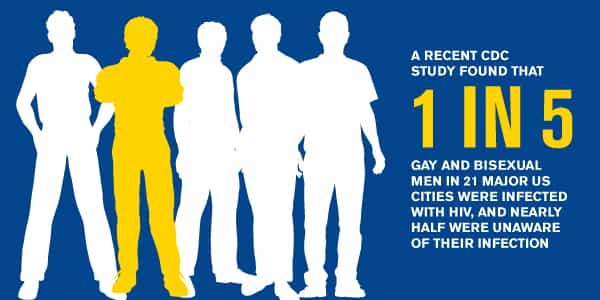 A RECENT CDC
STUDY FOUND THAT
1 IN 5
GAY AND BISEXUAL
MEN IN 21 MAJOR US
CITIES WERE INFECTED
WITH HIV, AND NEARLY
HALF WERE UNAWARE
OF THEIR INFECTION